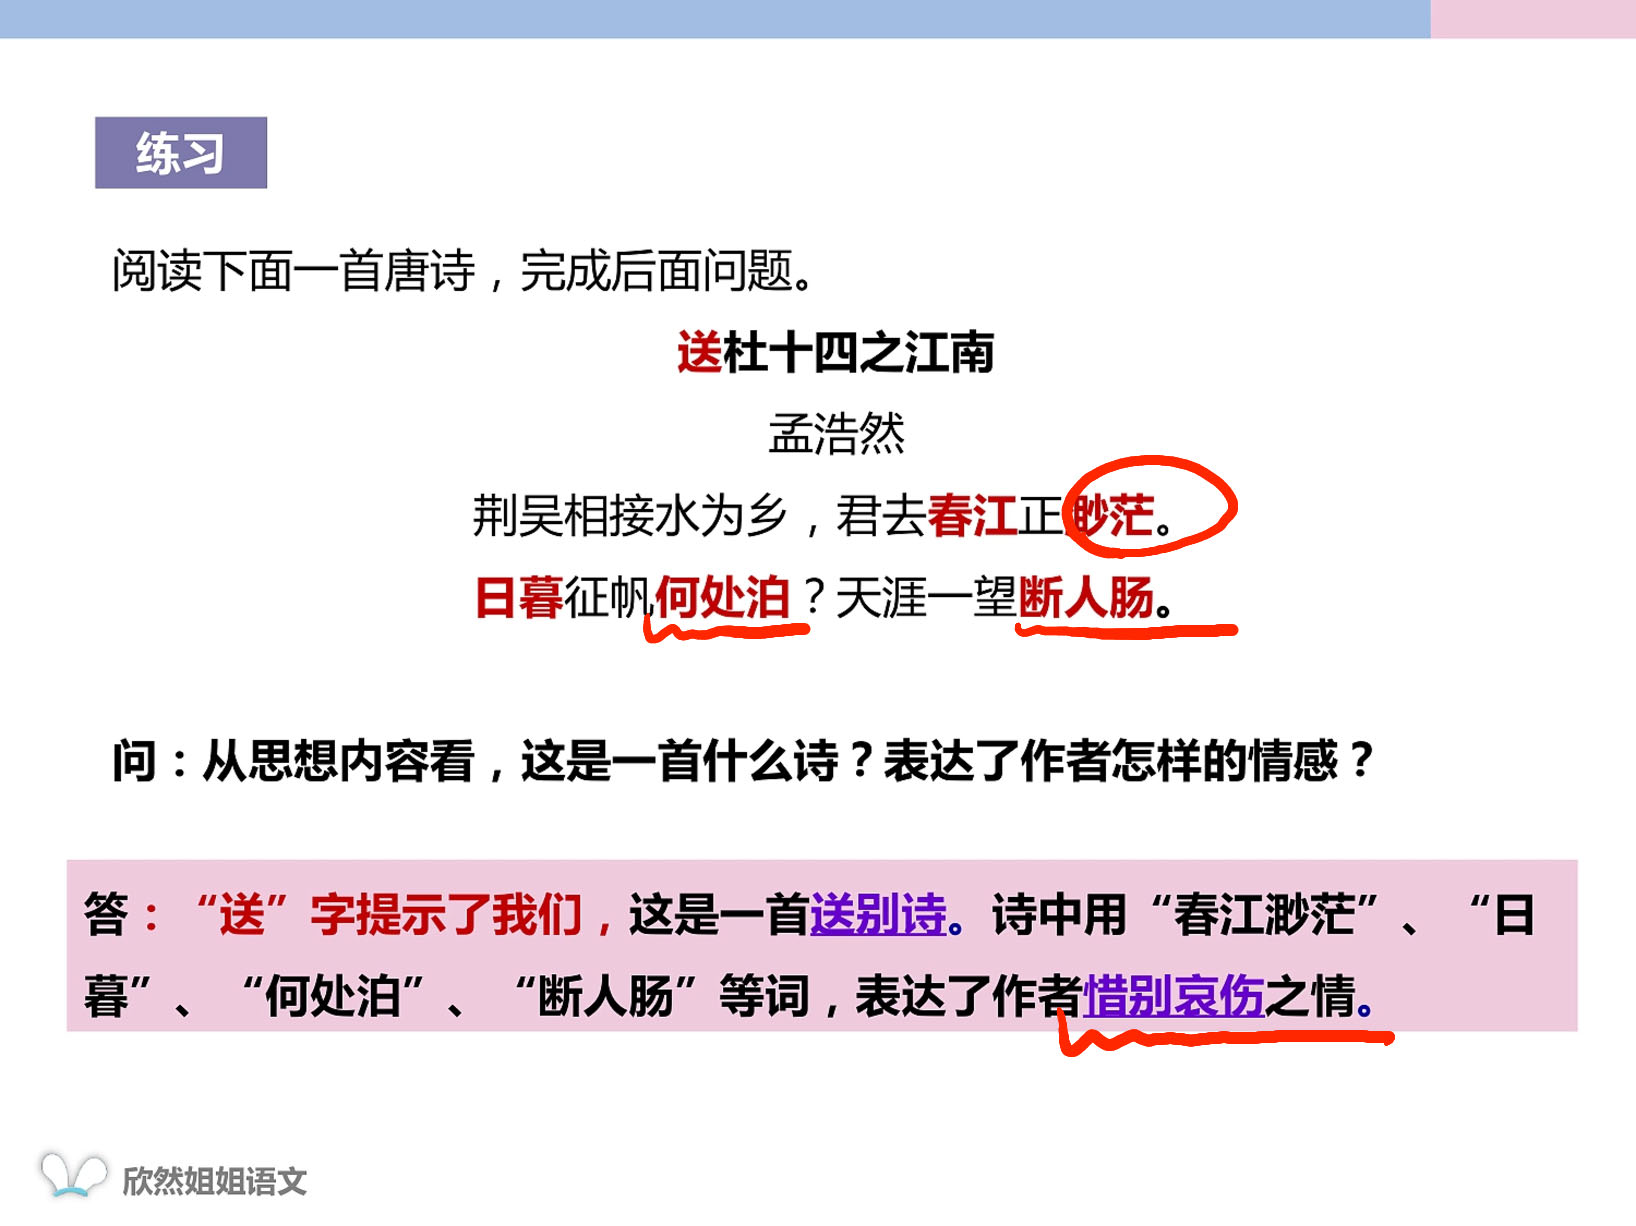 练习
阅读下面一首唐诗，完成后面问题。
送杜十四之江南
孟浩然
荆吴相接水为乡，君去春江正渺茫。
日暮征帆何处泊？天涯一望断人肠。
问：从思想内容看，这是一首什么诗？表达了作者怎样的情感？
答：“送”字提示了我们，这是一首送别诗。诗中用“春江渺茫”、“日
暮”、“何处泊”、“断人肠”等词，表达了作者惜别哀伤之情。
欣然姐姐语文